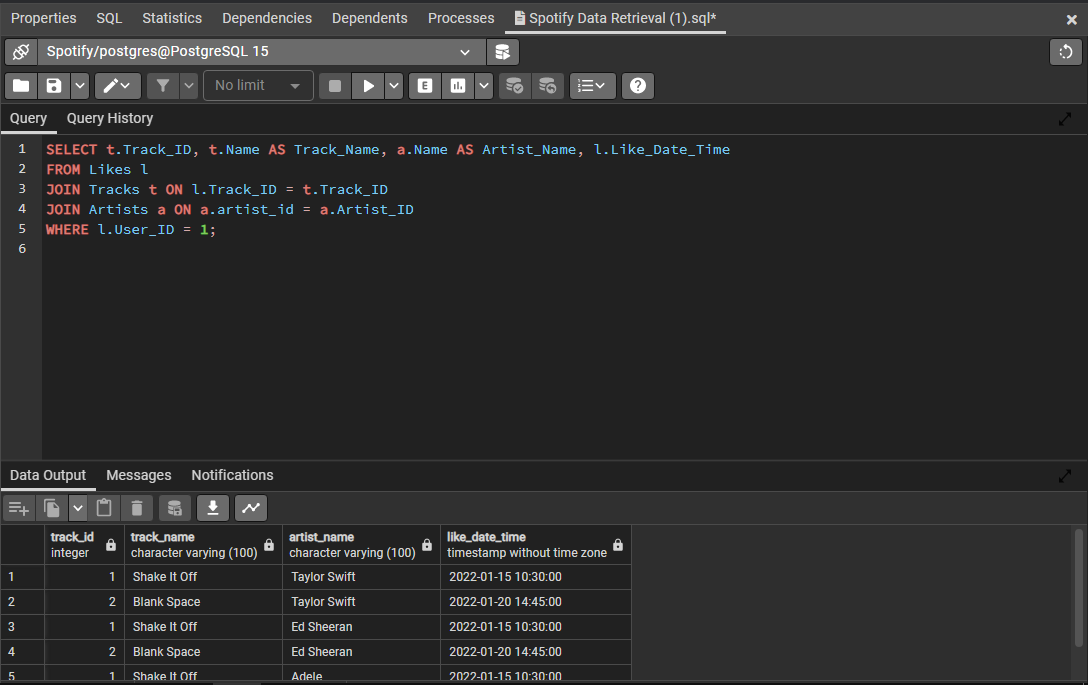 Properties SQL Statistics Dependencies Dependents Processes Spotify Data Retrieval (1).sql*
Spotify/postgres@PostgreSQL 15
No limit E
Query Query History
1 SELECT t.Track_ID, t.Name AS Track_Name, a.Name AS Artist_Name, l.Like_Date_Time
2 FROM Likes l
3 JOIN Tracks t ON l.Track_ID = t.Track_ID
4 JOIN Artists a ON a.artist_id = a.Artist_ID
5 WHERE l.User_ID = 1;
6
Data Output Messages Notifications
track_id track_name artist_name like_date_time
integer character varying (100) character varying (100) timestamp without time zone
1 1 Shake It Off Taylor Swift 2022-01-15 10:30:00
2 2 Blank Space Taylor Swift 2022-01-20 14:45:00
3 1 Shake It Off Ed Sheeran 2022-01-15 10:30:00
4 2 Blank Space Ed Sheeran 2022-01-20 14:45:00
5 1 Shake It Off Adele 2022-01-15 10:30:00